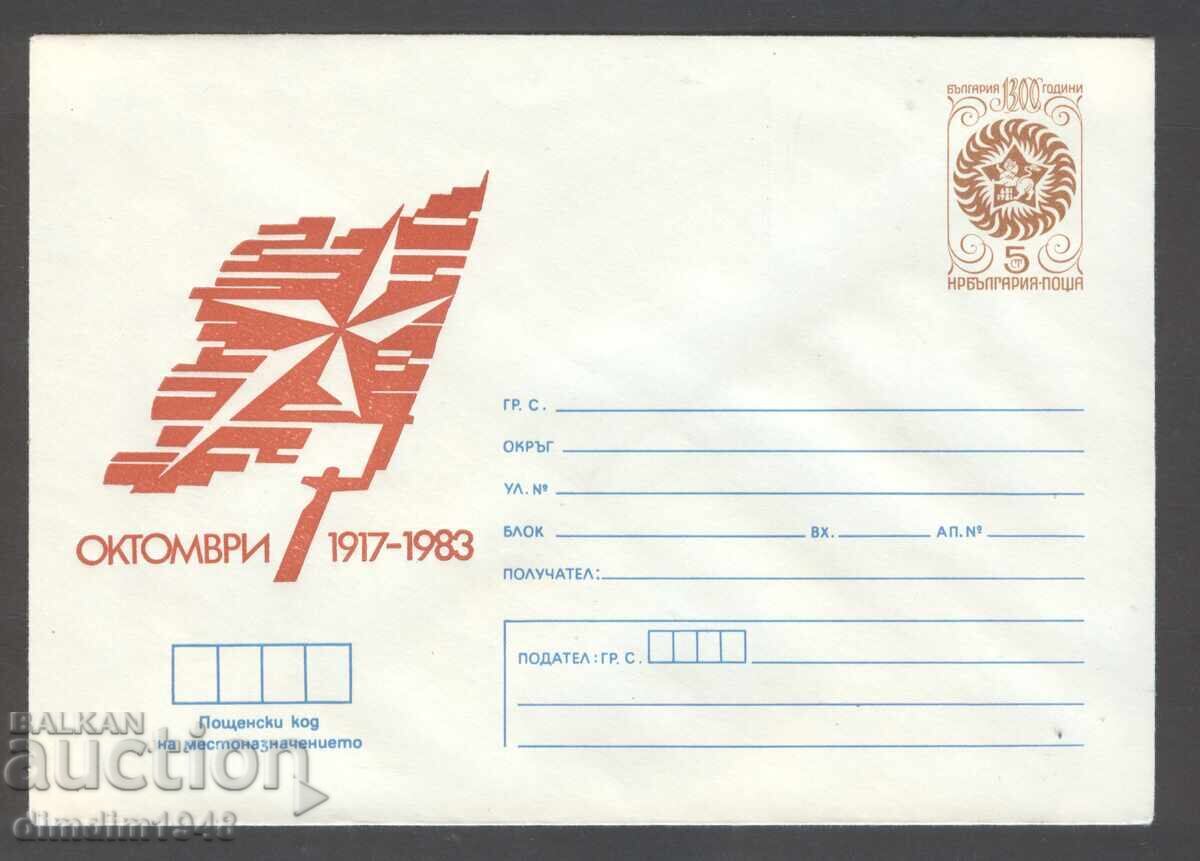 БЪЛГАРИЯ 1300 ГОДИНИ
5 СТ
НРБЪЛГАРИЯ-ПОЩА
ОКТОМВРИ 1917-1983
ГР. С.
ОКРЪГ
УЛ. №
БЛОК ВХ. АП. №
ПОЛУЧАТЕЛ:
ПОДАТЕЛ: ГР. С.
Пощенски код
на местоназначението
BALKAN
auction
dimdim1948